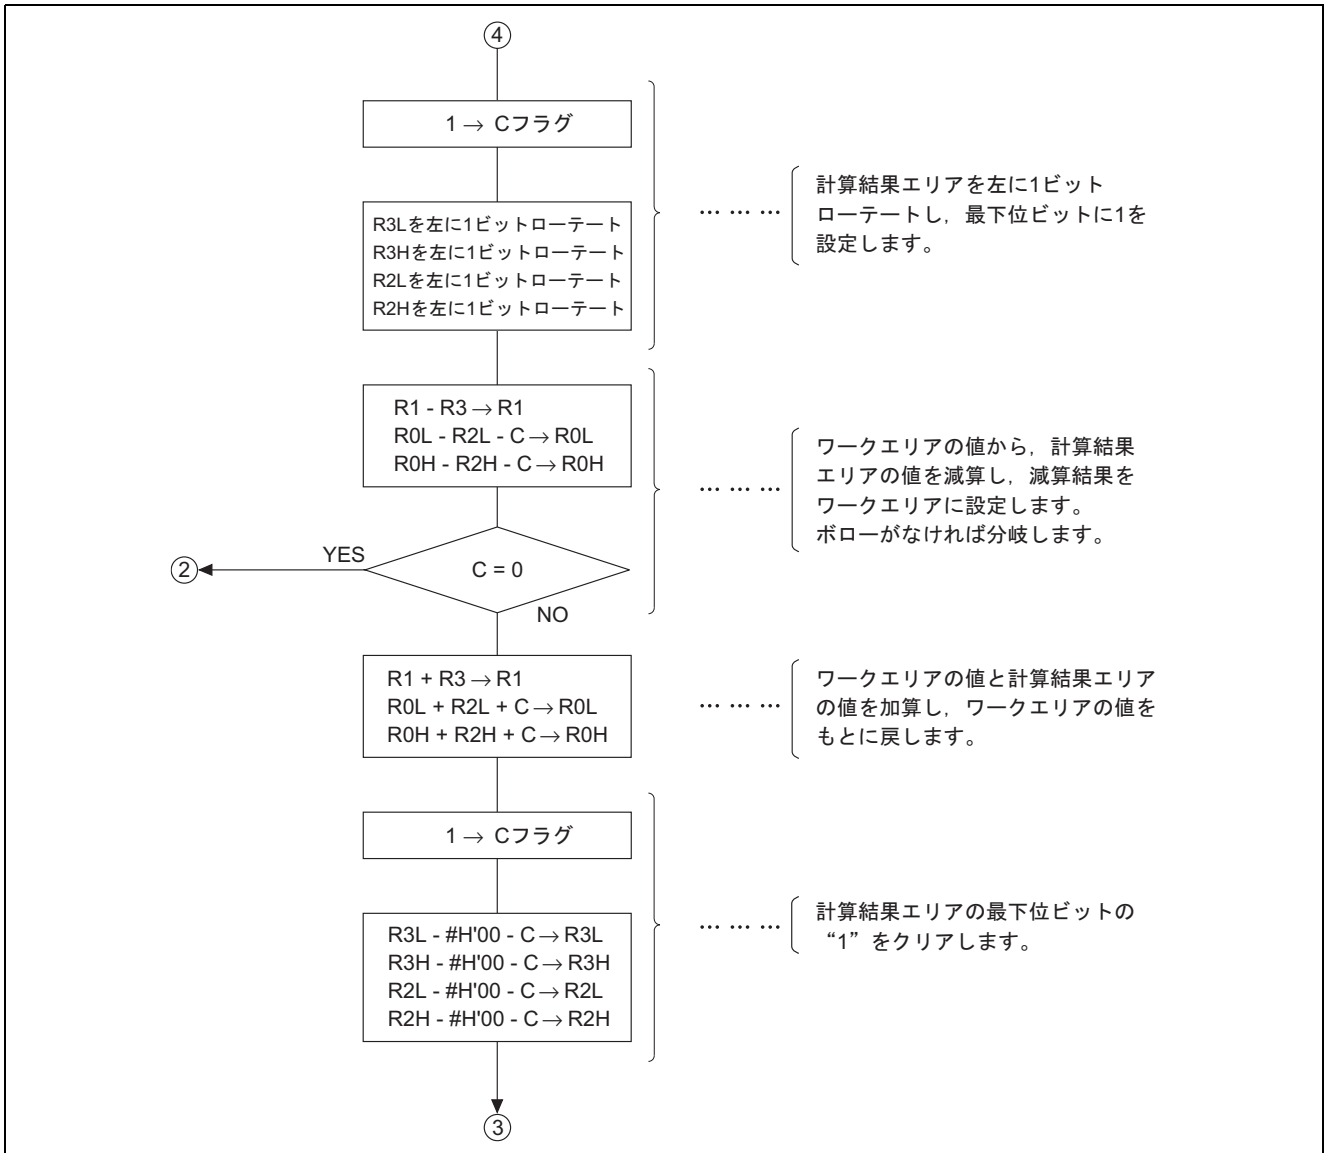 ④
1 → Cフラグ
R3Lを左に1ビットローテート
R3Hを左に1ビットローテート
R2Lを左に1ビットローテート
R2Hを左に1ビットローテート
… … …
計算結果エリアを左に1ビット
ローテートし，最下位ビットに1を
設定します。
R1 - R3 → R1
R0L - R2L - C → R0L
R0H - R2H - C → R0H
… … …
ワークエリアの値から，計算結果
エリアの値を減算し，減算結果を
ワークエリアに設定します。
ボローがなければ分岐します。
C = 0
YES
②
NO
R1 + R3 → R1
R0L + R2L + C → R0L
R0H + R2H + C → R0H
… … …
ワークエリアの値と計算結果エリア
の値を加算し，ワークエリアの値を
もとに戻します。
1 → Cフラグ
R3L - #H'00 - C → R3L
R3H - #H'00 - C → R3H
R2L - #H'00 - C → R2L
R2H - #H'00 - C → R2H
… … …
計算結果エリアの最下位ビットの
“1”をクリアします。
③